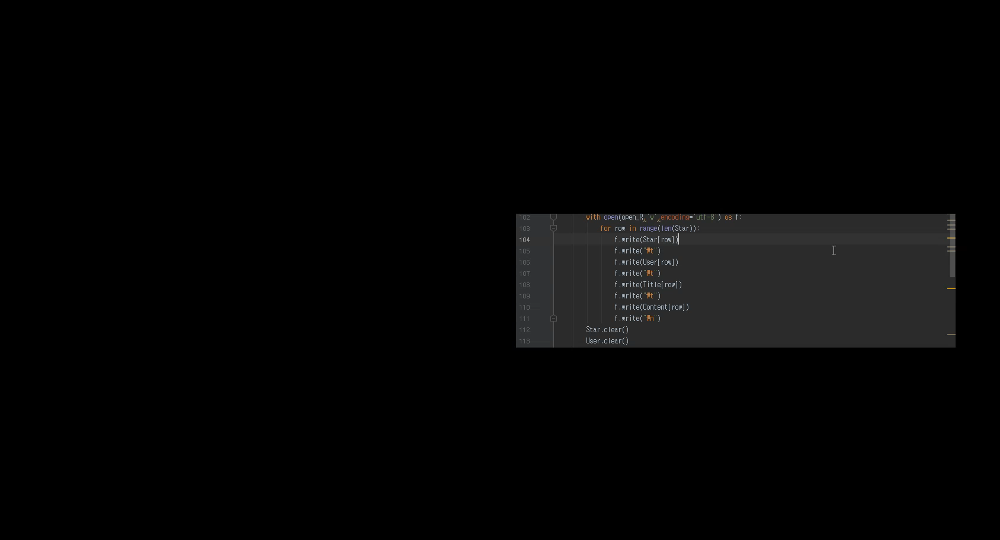 102 with open(open_R,'w',encoding='utf-8') as f:
103 for row in range(len(Star)):
104 f.write(Star[row])
105 f.write("₩t")
106 f.write(User[row])
107 f.write("₩t")
108 f.write(Title[row])
109 f.write("₩t")
110 f.write(Content[row])
111 f.write("₩n")
112 Star.clear()
113 User.clear()